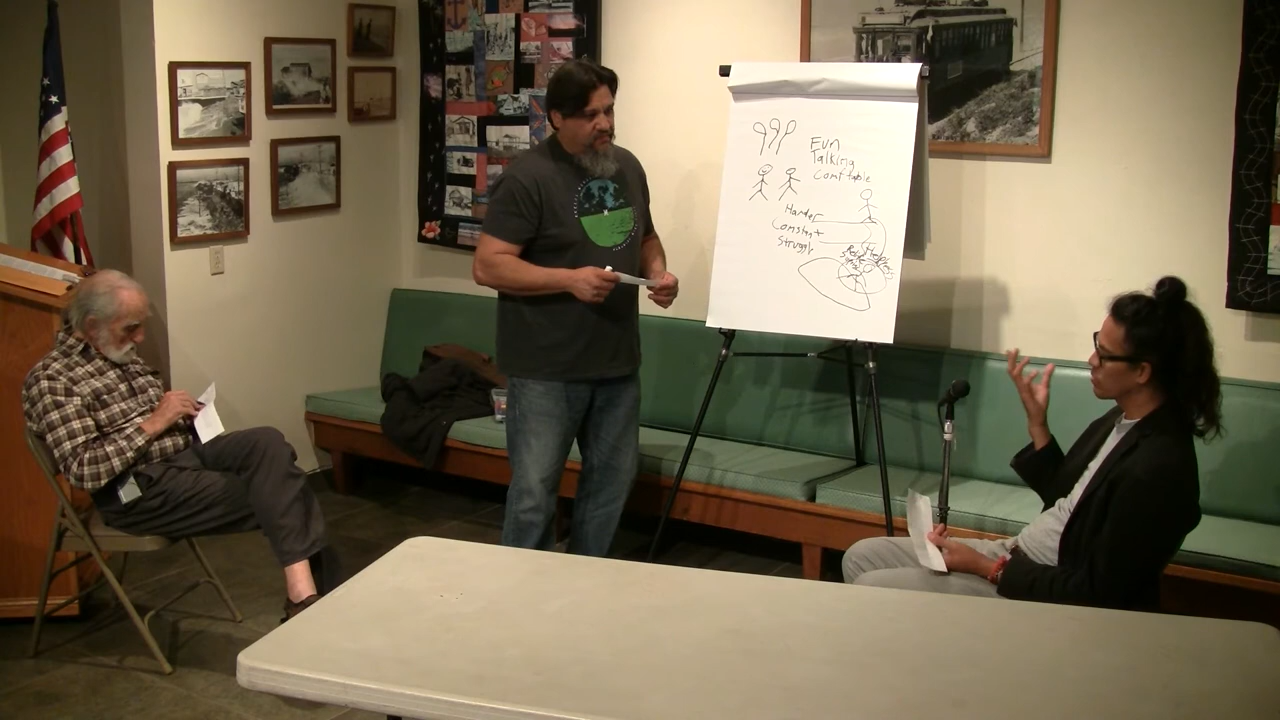 Fun
Talking
Comftable
Harder
Constant
Struggle